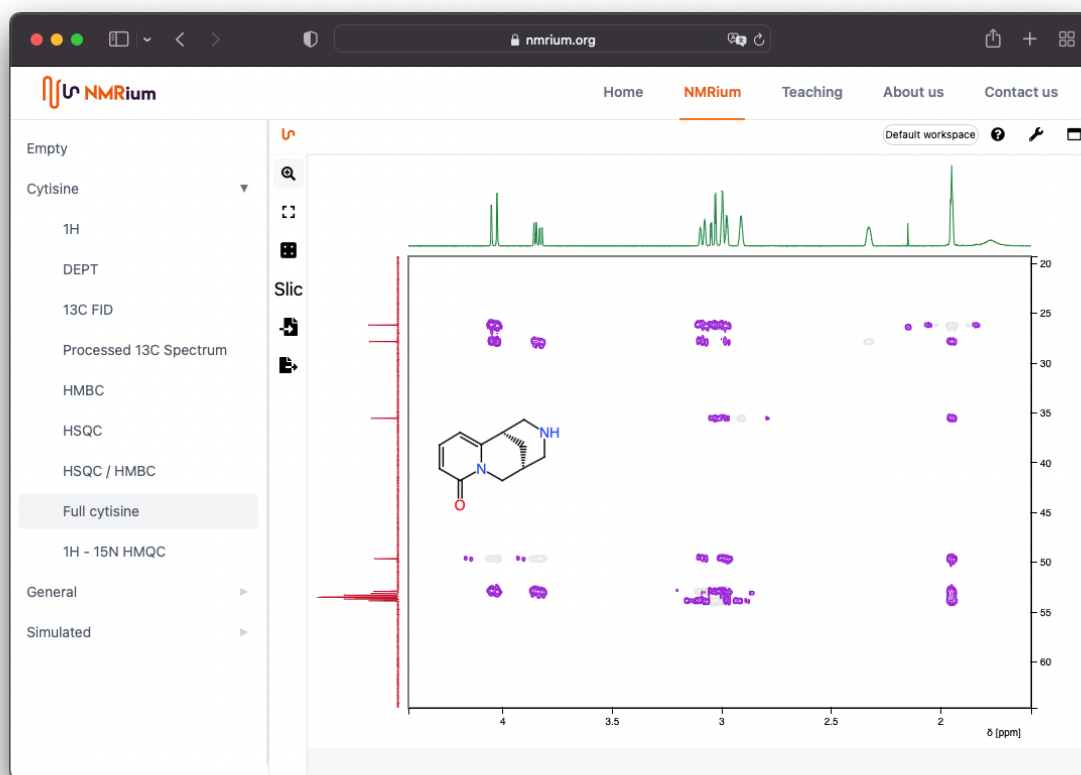 nmrium.org
NMRium
Home
NMRium
Teaching
About us
Contact us
Empty
Cytisine
1H
DEPT
13C FID
Processed 13C Spectrum
HMBC
HSQC
HSQC / HMBC
Full cytisine
1H - 15N HMQC
General
Simulated
Default workspace
Slic
NH
N
O
20
25
30
35
40
45
50
55
60
4
3.5
3
2.5
2
δ [ppm]